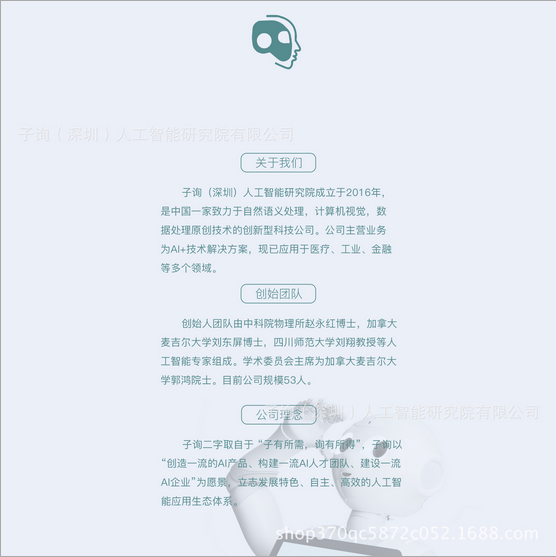 子询（深圳）人工智能研究院有限公司
关于我们
子询（深圳）人工智能研究院成立于2016年，
是中国一家致力于自然语义处理，计算机视觉，数
据处理原创技术的创新型科技公司。公司主营业务
为AI+技术解决方案，现已应用于医疗、工业、金融
等多个领域。
创始团队
创始人团队由中科院物理所赵永红博士，加拿大
麦吉尔大学刘东屏博士，四川师范大学刘翔教授等人
工智能专家组成。学术委员会主席为加拿大麦吉尔大
学郭鸿院士。目前公司规模53人。
公司理念
（深圳）人工智能研究院有限公司
子询二字取自于 “子有所需，询有所得”，子询以
“创造一流的AI产品、构建一流AI人才团队、建设一流
AI企业”为愿景，立志发展特色、自主、高效的人工智
能应用生态体系。
shop370qc5872c052.1688.com